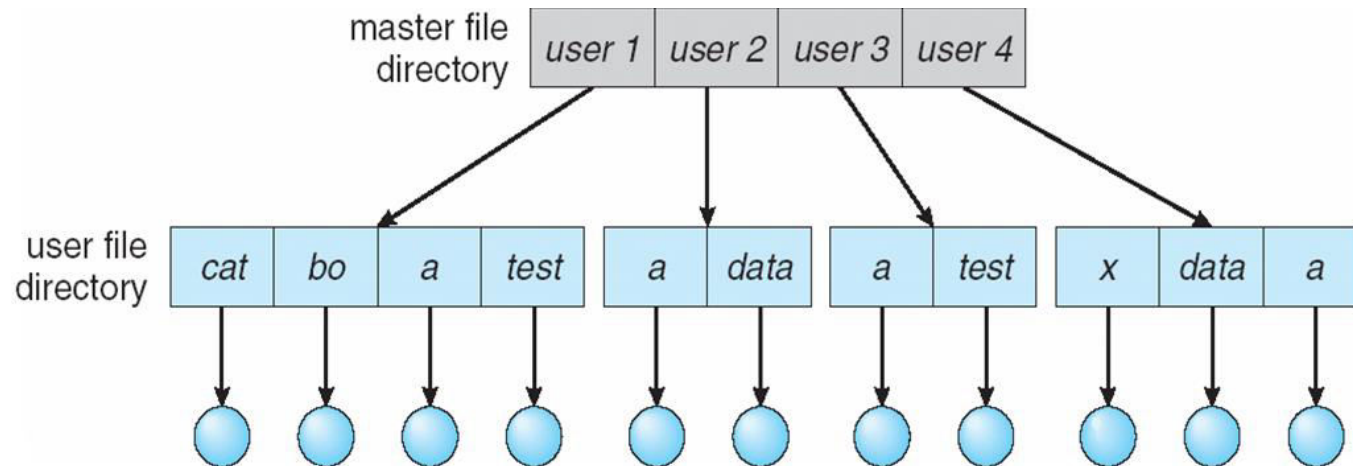 master file
directory
user 1 user 2 user 3 user 4
user file
directory
cat bo a test a data a test x data a